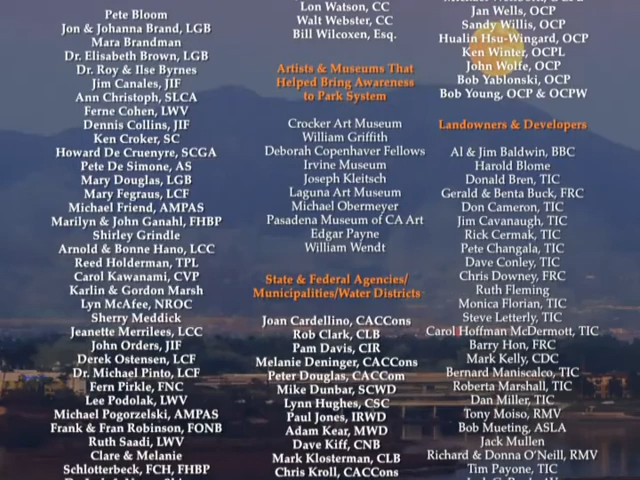 Pete Bloom
Jon & Johanna Brand, LGB
Mara Brandman
Dr. Elisabeth Brown, LGB
Dr. Roy & Ilse Byrnes
Jim Canales, JIF
Ann Christoph, SLCA
Ferne Cohen, LWV
Dennis Collins, JIF
Ken Croker, SC
Howard De Cruenyre, SCGA
Pete De Simone, AS
Mary Douglas, LGB
Mary Fegraus, LCF
Michael Friend, AMPAS
Marilyn & John Ganahl, FHBP
Shirley Grindle
Arnold & Bonne Hano, LCC
Reed Holderman, TPL
Carol Kawanami, CVP
Karlin & Gordon Marsh
Lyn McAfee, NROC
Sherry Meddick
Jeanette Merrilees, LCC
John Orders, JIF
Derek Ostensen, LCF
Dr. Michael Pinto, LCF
Fern Pirkle, FNC
Lee Podolak, LWV
Michael Pogorzelski, AMPAS
Frank & Fran Robinson, FONB
Ruth Saadi, LWV
Clare & Melanie
Schlotterbeck, FCH, FHBP
Lon Watson, CC
Walt Webster, CC
Bill Wilcoxen, Esq.
Artists & Museums That
Helped Bring Awareness
to Park System
Crocker Art Museum
William Griffith
Deborah Copenhaver Fellows
Irvine Museum
Joseph Kleitsch
Laguna Art Museum
Michael Obermeyer
Pasadena Museum of CA Art
Edgar Payne
William Wendt
State & Federal Agencies/
Municipalities/Water Districts
Joan Cardellino, CACCons
Rob Clark, CLB
Pam Davis, CIR
Melanie Deninger, CACCons
Peter Douglas, CACCom
Mike Dunbar, SCWD
Lynn Hughes, CSC
Paul Jones, IRWD
Adam Kear, MWD
Dave Kiff, CNB
Mark Klosterman, CLB
Chris Kroll, CACCons
Jan Wells, OCP
Sandy Willis, OCP
Hualin Hsu-Wingard, OCP
Ken Winter, OCPL
John Wolfe, OCP
Bob Yablonski, OCP
Bob Young, OCP & OCPW
Landowners & Developers
Al & Jim Baldwin, BBC
Harold Blome
Donald Bren, TIC
Gerald & Benta Buck, FRC
Don Cameron, TIC
Jim Cavanaugh, TIC
Rick Cermak, TIC
Pete Changala, TIC
Dave Conley, TIC
Chris Downey, FRC
Ruth Fleming
Monica Florian, TIC
Steve Letterly, TIC
Carol Hoffman McDermott, TIC
Barry Hon, FRC
Mark Kelly, CDC
Bernard Maniscalco, TIC
Roberta Marshall, TIC
Dan Miller, TIC
Tony Moiso, RMV
Bob Mueting, ASLA
Jack Mullen
Richard & Donna O'Neill, RMV
Tim Payone, TIC